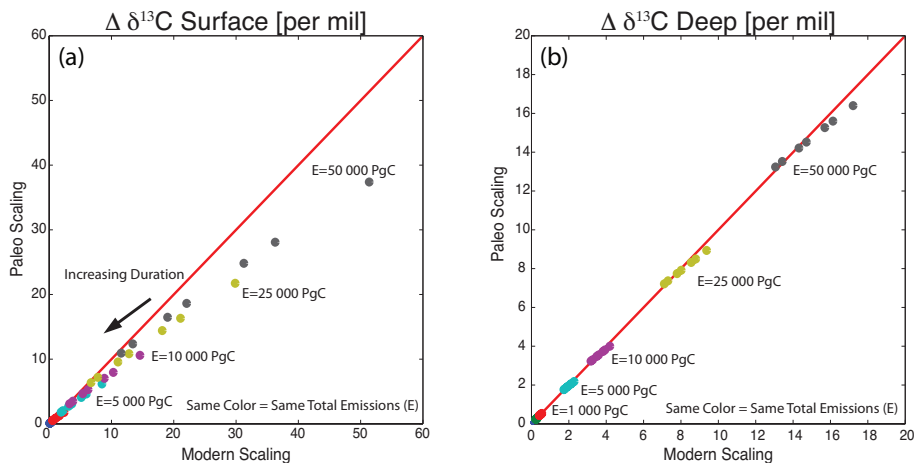 Δ δ¹³C Surface [per mil]
(a)
60
50
40
30
20
10
0
0
10
20
30
40
50
60
Paleo Scaling
Modern Scaling
E=50 000 PgC
Increasing Duration
E=25 000 PgC
E=10 000 PgC
E=5 000 PgC
Same Color = Same Total Emissions (E)
Δ δ¹³C Deep [per mil]
(b)
20
18
16
14
12
10
8
6
4
2
0
0
2
4
6
8
10
12
14
16
18
20
Paleo Scaling
Modern Scaling
E=50 000 PgC
E=25 000 PgC
E=10 000 PgC
E=5 000 PgC
E=1 000 PgC
Same Color = Same Total Emissions (E)